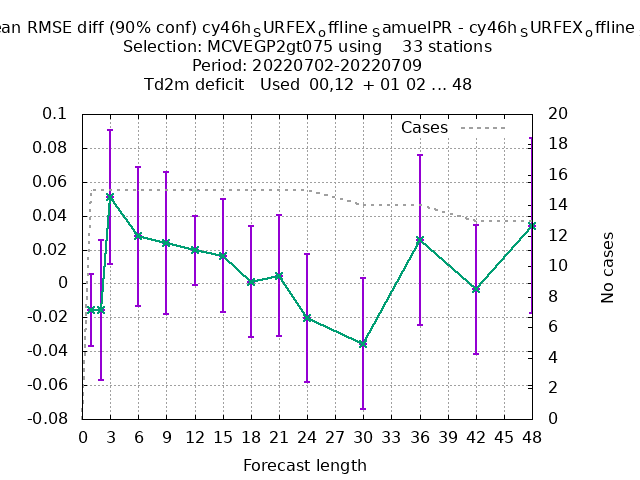 ean RMSE diff (90% conf) cy46h_SURFEX_offline_SamuelPR - cy46h_SURFEX_offline
Selection: MCVEGP2gt075 using 33 stations
Period: 20220702-20220709
Td2m deficit Used 00,12 + 01 02 ... 48
Cases
0.1
0.08
0.06
0.04
0.02
0
-0.02
-0.04
-0.06
-0.08
20
18
16
14
12
10
8
6
4
2
0
No cases
0 3 6 9 12 15 18 21 24 27 30 33 36 39 42 45 48
Forecast length